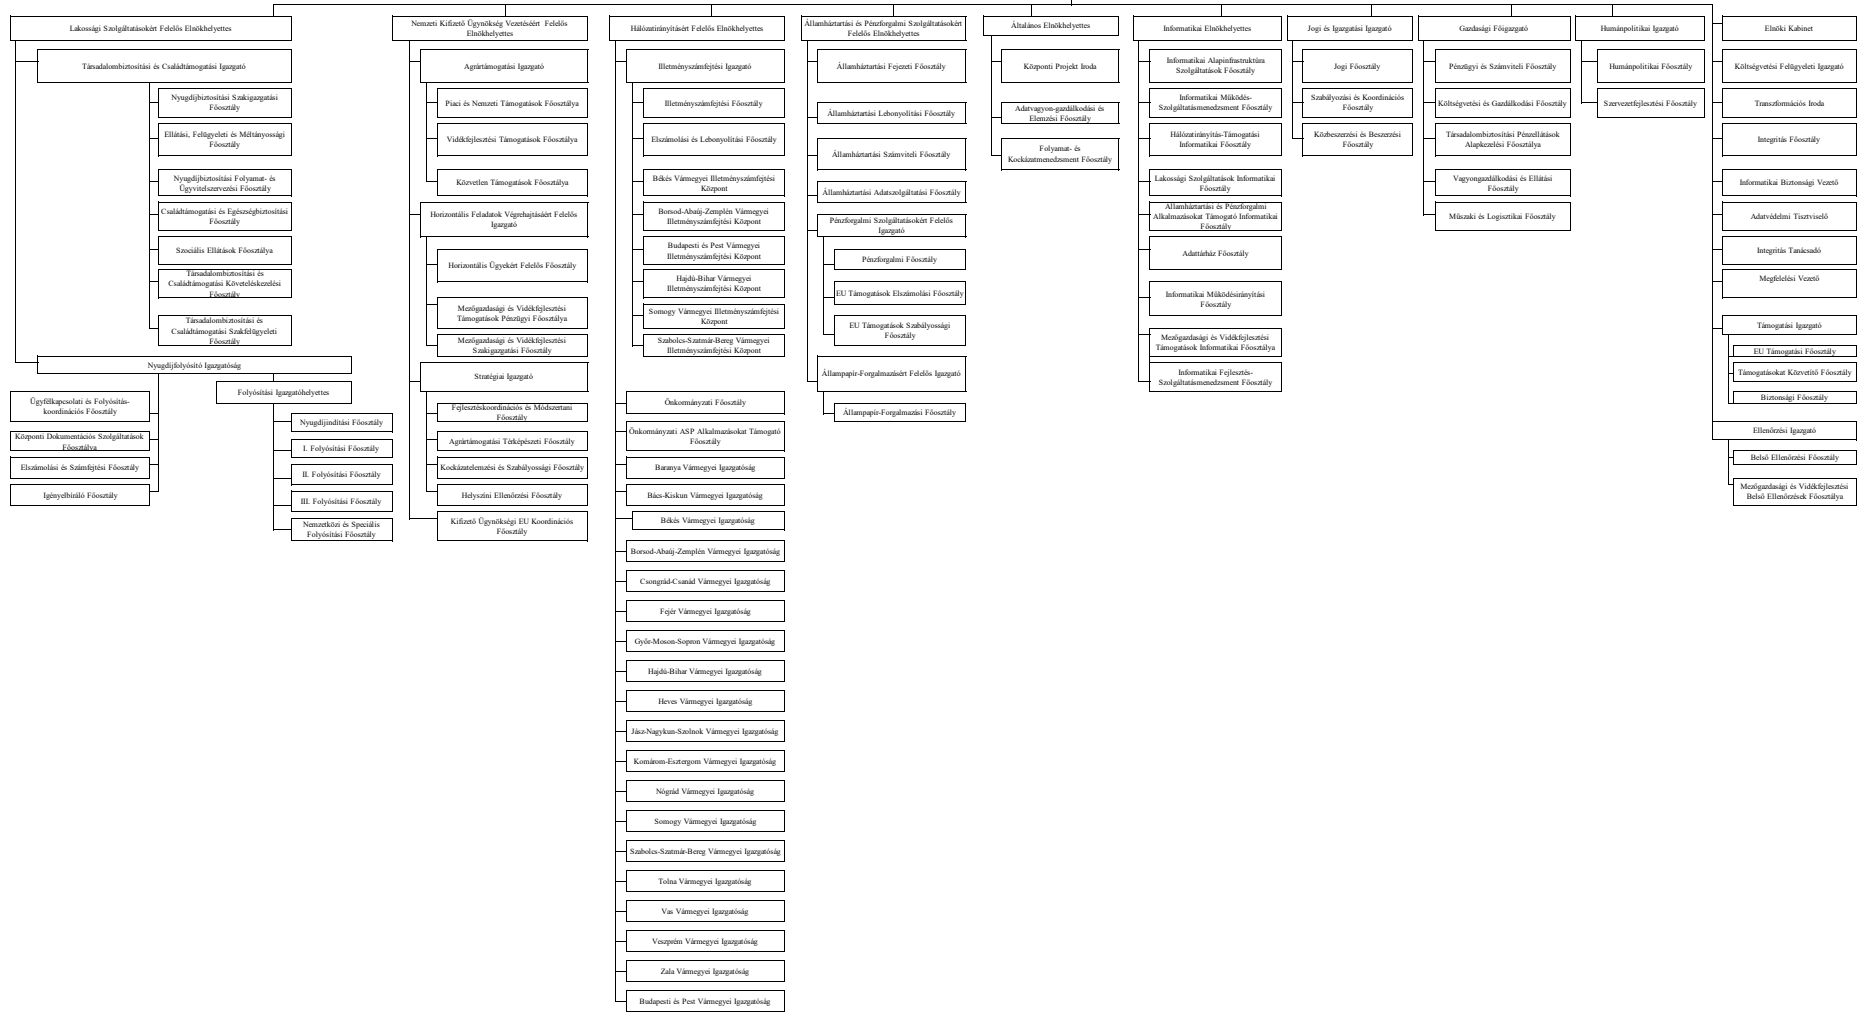 Lakossági Szolgáltatásokért Felelős Elnökhelyettes
Társadalombiztosítási és Családtámogatási Igazgató
Nyugdíjbiztosítási Szakigazgatási
Főosztály
Ellátási, Felügyeleti és Méltányossági
Főosztály
Nyugdíjbiztosítási Folyamat- és
Ügyvitelszervezési Főosztály
Családtámogatási és Egészségbiztosítási
Főosztály
Szociális Ellátások Főosztálya
Társadalombiztosítási és
Családtámogatási Követeléskezelési
Főosztály
Társadalombiztosítási és
Családtámogatási Szakfelügyeleti
Főosztály
Nyugdíjfolyósító Igazgatóság
Ügyfélkapcsolati és Folyósítás-
koordinációs Főosztály
Központi Dokumentációs Szolgáltatások
Főosztálya
Elszámolási és Számfejtési Főosztály
Igényelbíráló Főosztály
Folyósítási Igazgatóhelyettes
Nyugdíjindítási Főosztály
I. Folyósítási Főosztály
II. Folyósítási Főosztály
III. Folyósítási Főosztály
Nemzetközi és Speciális
Folyósítási Főosztály
Nemzeti Kifizető Ügynökség Vezetéséért Felelős
Elnökhelyettes
Agrártámogatási Igazgató
Piaci és Nemzeti Támogatások Főosztálya
Vidékfejlesztési Támogatások Főosztálya
Közvetlen Támogatások Főosztálya
Horizontális Feladatok Végrehajtásáért Felelős
Igazgató
Horizontális Ügyekért Felelős Főosztály
Mezőgazdasági és Vidékfejlesztési
Támogatások Pénzügyi Főosztálya
Mezőgazdasági és Vidékfejlesztési
Szakigazgatási Főosztály
Stratégiai Igazgató
Fejlesztéskoordinációs és Módszertani
Főosztály
Agrártámogatási Térképészeti Főosztály
Kockázatelemzési és Szabályossági Főosztály
Helyszíni Ellenőrzési Főosztály
Kifizető Ügynökségi EU Koordinációs
Főosztály
Hálózatirányításért Felelős Elnökhelyettes
Illetményszámfejtési Igazgató
Illetményszámfejtési Főosztály
Elszámolási és Lebonyolítási Főosztály
Békés Vármegyei Illetményszámfejtési
Központ
Borsod-Abaúj-Zemplén Vármegyei
Illetményszámfejtési Központ
Budapesti és Pest Vármegyei
Illetményszámfejtési Központ
Hajdú-Bihar Vármegyei
Illetményszámfejtési Központ
Somogy Vármegyei Illetményszámfejtési
Központ
Szabolcs-Szatmár-Bereg Vármegyei
Illetményszámfejtési Központ
Önkormányzati Főosztály
Önkormányzati ASP Alkalmazásokat Támogató
Főosztály
Baranya Vármegyei Igazgatóság
Bács-Kiskun Vármegyei Igazgatóság
Békés Vármegyei Igazgatóság
Borsod-Abaúj-Zemplén Vármegyei Igazgatóság
Csongrád-Csanád Vármegyei Igazgatóság
Fejér Vármegyei Igazgatóság
Győr-Moson-Sopron Vármegyei Igazgatóság
Hajdú-Bihar Vármegyei Igazgatóság
Heves Vármegyei Igazgatóság
Jász-Nagykun-Szolnok Vármegyei Igazgatóság
Komárom-Esztergom Vármegyei Igazgatóság
Nógrád Vármegyei Igazgatóság
Somogy Vármegyei Igazgatóság
Szabolcs-Szatmár-Bereg Vármegyei Igazgatóság
Tolna Vármegyei Igazgatóság
Vas Vármegyei Igazgatóság
Veszprém Vármegyei Igazgatóság
Zala Vármegyei Igazgatóság
Budapesti és Pest Vármegyei Igazgatóság
Államháztartási és Pénzforgalmi Szolgáltatásokért
Felelős Elnökhelyettes
Államháztartási Fejezeti Főosztály
Államháztartási Lebonyolítási Főosztály
Államháztartási Számviteli Főosztály
Államháztartási Adatszolgáltatási Főosztály
Pénzforgalmi Szolgáltatásokért Felelős
Igazgató
Pénzforgalmi Főosztály
EU Támogatások Elszámolási Főosztály
EU Támogatások Szabályossági
Főosztály
Állampapír-Forgalmazásért Felelős Igazgató
Állampapír-Forgalmazási Főosztály
Általános Elnökhelyettes
Központi Projekt Iroda
Adatvagyon-gazdálkodási és
Elemzési Főosztály
Folyamat- és
Kockázatmenedzsment Főosztály
Informatikai Elnökhelyettes
Informatikai Alapinfrastruktúra
Szolgáltatások Főosztály
Informatikai Működés-
Szolgáltatásmenedzsment Főosztály
Hálózatirányítás-Támogatási
Informatikai Főosztály
Lakossági Szolgáltatások Informatikai
Főosztály
Államháztartási és Pénzforgalmi
Alkalmazásokat Támogató Informatikai
Főosztály
Adattárház Főosztály
Informatikai Működésirányítási
Főosztály
Mezőgazdasági és Vidékfejlesztési
Támogatások Informatikai Főosztálya
Informatikai Fejlesztés-
Szolgáltatásmenedzsment Főosztály
Jogi és Igazgatási Igazgató
Jogi Főosztály
Szabályozási és Koordinációs
Főosztály
Közbeszerzési és Beszerzési
Főosztály
Gazdasági Főigazgató
Pénzügyi és Számviteli Főosztály
Költségvetési és Gazdálkodási Főosztály
Társadalombiztosítási Pénzellátások
Alapkezelési Főosztálya
Vagyongazdálkodási és Ellátási
Főosztály
Műszaki és Logisztikai Főosztály
Humánpolitikai Igazgató
Humánpolitikai Főosztály
Szervezetfejlesztési Főosztály
Elnöki Kabinet
Költségvetési Felügyeleti Igazgató
Transzformációs Iroda
Integritás Főosztály
Informatikai Biztonsági Vezető
Adatvédelmi Tisztviselő
Integritás Tanácsadó
Megfelelési Vezető
Támogatási Igazgató
EU Támogatási Főosztály
Támogatásokat Közvetítő Főosztály
Biztonsági Főosztály
Ellenőrzési Igazgató
Belső Ellenőrzési Főosztály
Mezőgazdasági és Vidékfejlesztési
Belső Ellenőrzések Főosztálya